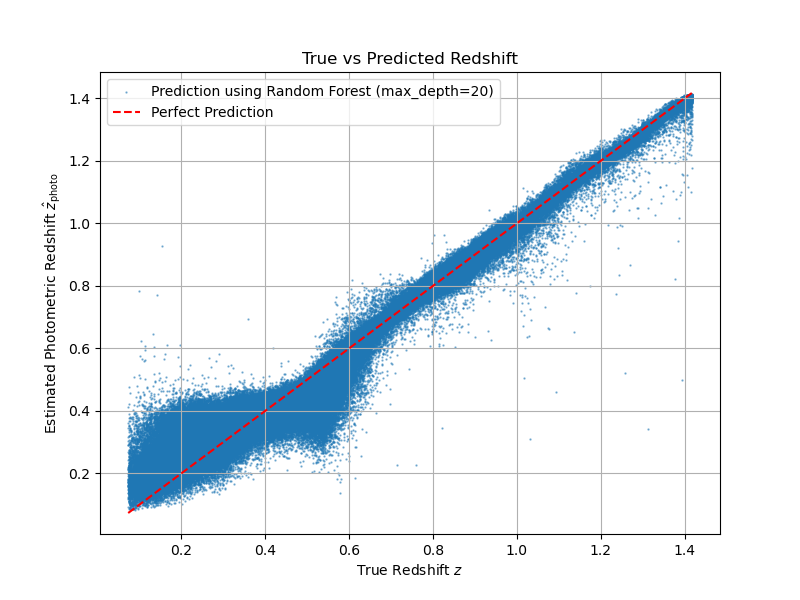 True vs Predicted Redshift
Prediction using Random Forest (max_depth=20)
Perfect Prediction
Estimated Photometric Redshift ẑ_photo
1.4
1.2
1.0
0.8
0.6
0.4
0.2
0.2 0.4 0.6 0.8 1.0 1.2 1.4
True Redshift z